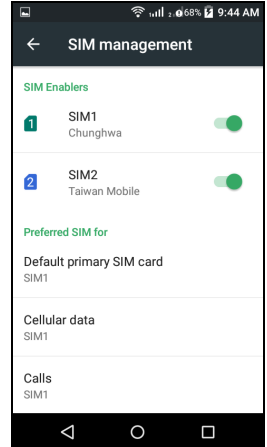 68% 9:44 AM
SIM management
SIM Enablers
1
SIM1
Chunghwa
2
SIM2
Taiwan Mobile
Preferred SIM for
Default primary SIM card
SIM1
Cellular data
SIM1
Calls
SIM1